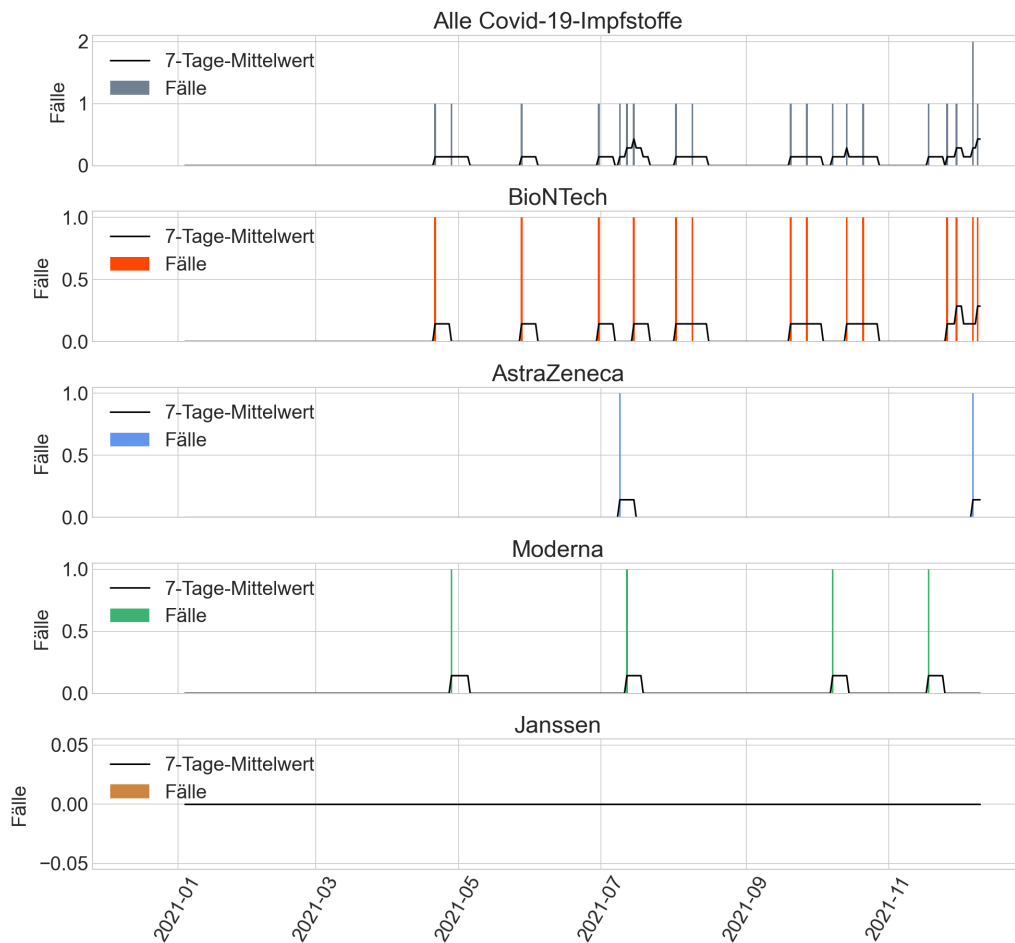 Alle Covid-19-Impfstoffe
2
7-Tage-Mittelwert
Fälle
Fälle
1
0
BioNTech
1.0
7-Tage-Mittelwert
Fälle
Fälle
0.5
0.0
AstraZeneca
1.0
7-Tage-Mittelwert
Fälle
Fälle
0.5
0.0
Moderna
1.0
7-Tage-Mittelwert
Fälle
Fälle
0.5
0.0
Janssen
0.05
7-Tage-Mittelwert
Fälle
Fälle
0.00
−0.05
2021-01
2021-03
2021-05
2021-07
2021-09
2021-11